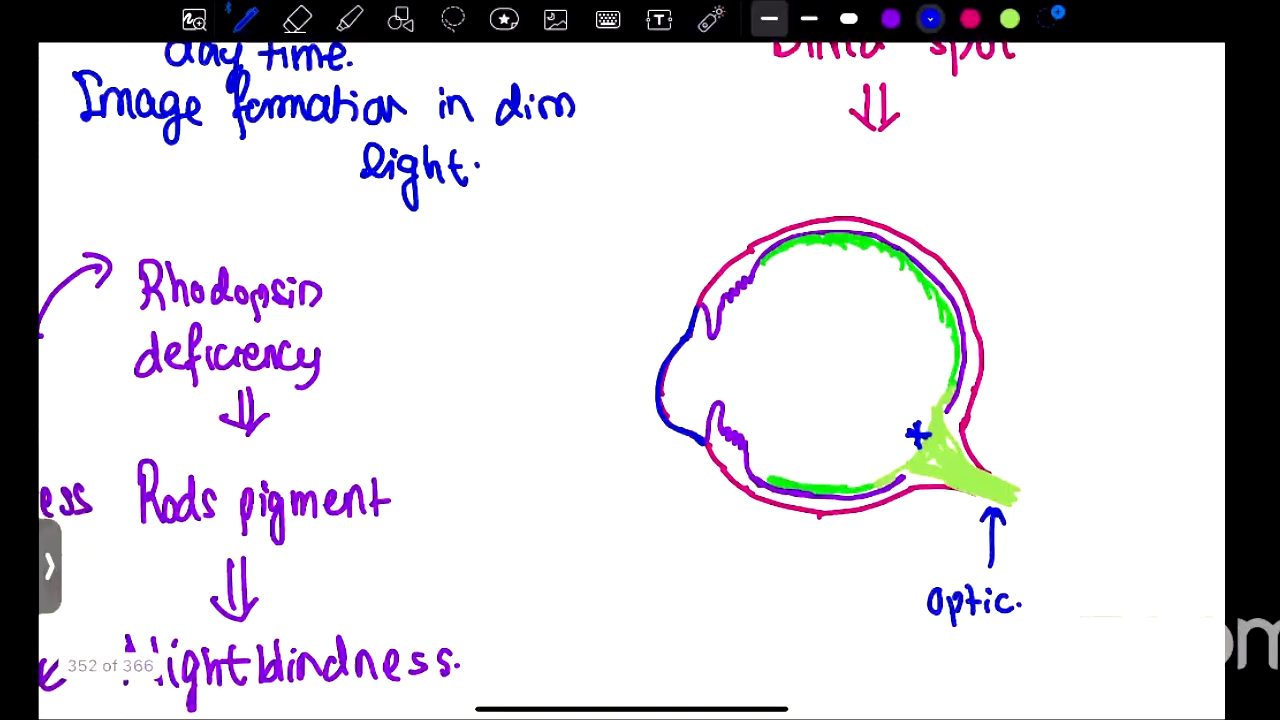 day time.
Image formation in dim
light.
Blind spot
Rhodopsin
deficiency
ess Rods pigment
Nightblindness.
352 of 366
Optic.
om